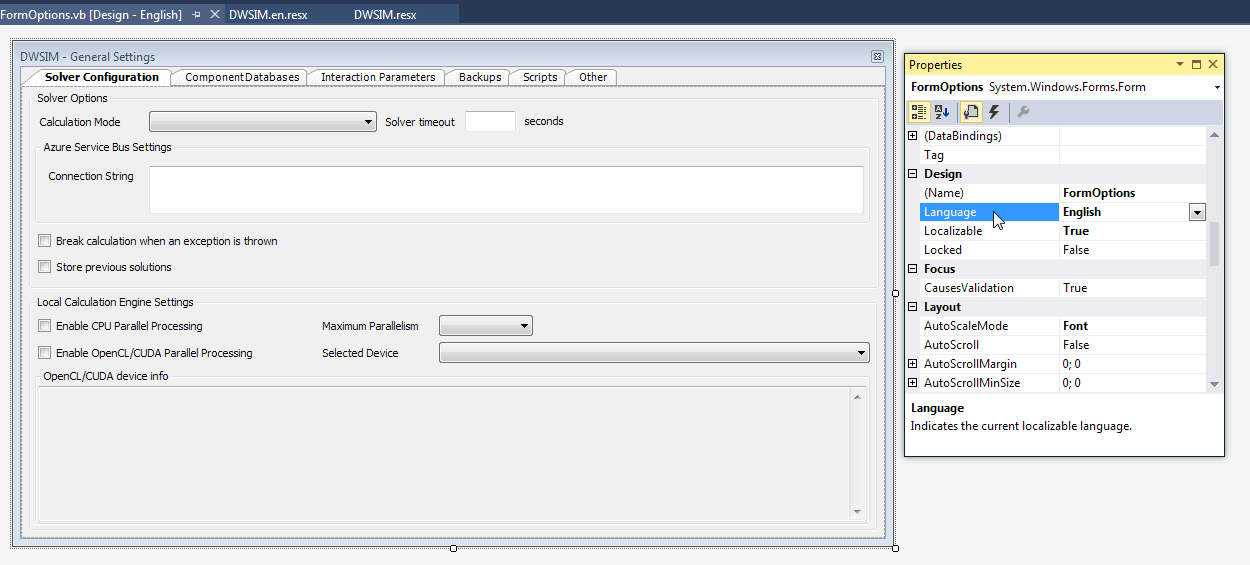 FormOptions.vb [Design - English] DWSIM.en.resx DWSIM.resx
DWSIM - General Settings
Solver Configuration ComponentDatabases Interaction Parameters Backups Scripts Other
Solver Options
Calculation Mode Solver timeout seconds
Azure Service Bus Settings
Connection String
Break calculation when an exception is thrown
Store previous solutions
Local Calculation Engine Settings
Enable CPU Parallel Processing Maximum Parallelism
Enable OpenCL/CUDA Parallel Processing Selected Device
OpenCL/CUDA device info
Properties
FormOptions System.Windows.Forms.Form
(DataBindings)
Tag
Design
(Name) FormOptions
Language English
Localizable True
Locked False
Focus
CausesValidation True
Layout
AutoScaleMode Font
AutoScroll False
AutoScrollMargin 0; 0
AutoScrollMinSize 0; 0
Language
Indicates the current localizable language.